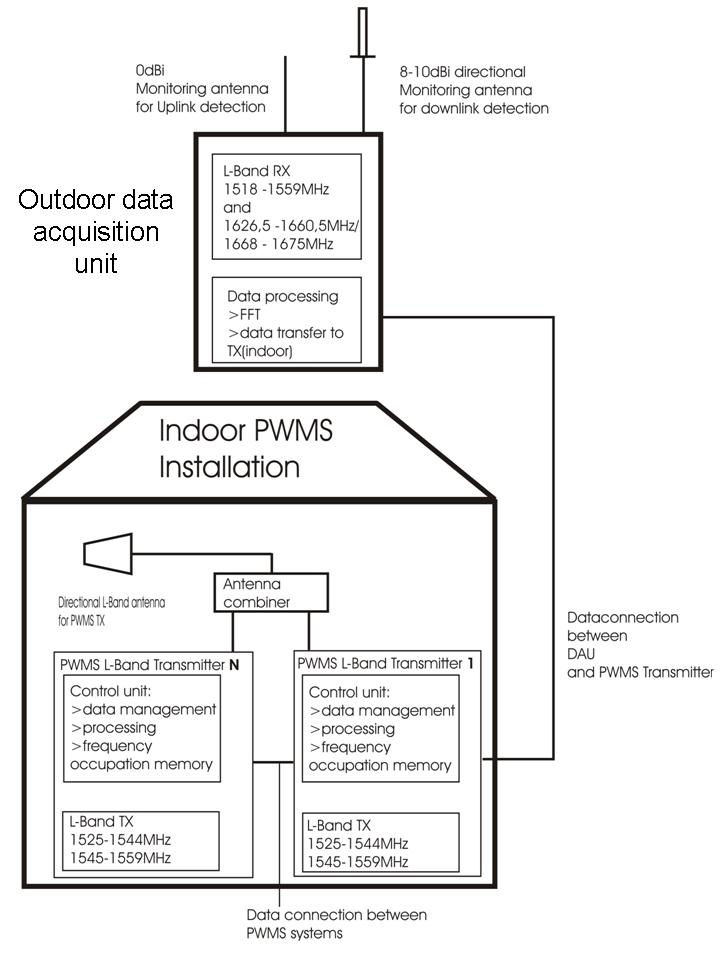 0dBi
Monitoring antenna
for Uplink detection
8-10dBi directional
Monitoring antenna
for downlink detection
Outdoor data
acquisition
unit
L-Band RX
1518 -1559MHz
and
1626,5 -1660,5MHz/
1668 - 1675MHz
Data processing
>FFT
>data transfer to
TX(indoor)
Indoor PWMS
Installation
Directional L-Band antenna
for PWMS TX
Antenna
combiner
Dataconnection
between
DAU
and PWMS Transmitter
PWMS L-Band Transmitter N
Control unit:
>data management
>processing
>frequency
occupation memory
L-Band TX
1525-1544MHz
1545-1559MHz
PWMS L-Band Transmitter 1
Control unit:
>data management
>processing
>frequency
occupation memory
L-Band TX
1525-1544MHz
1545-1559MHz
Data connection between
PWMS systems